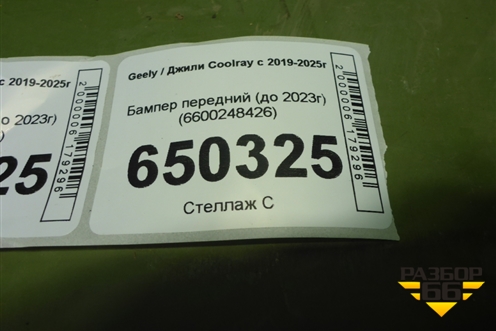 с 2019-2025г
о 2023г)
25
2000006179296
Geely / Джили Coolray с 2019-2025г
Бампер передний (до 2023г)
(6600248426)
650325
Стеллаж С
2000006179296
РАЗБОР
66